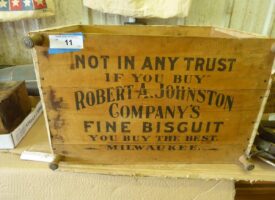 11
NOT IN ANY TRUST
IF YOU BUY
ROBERT A. JOHNSTON
COMPANY'S
FINE BISCUIT
YOU BUY THE BEST.
MILWAUKEE.